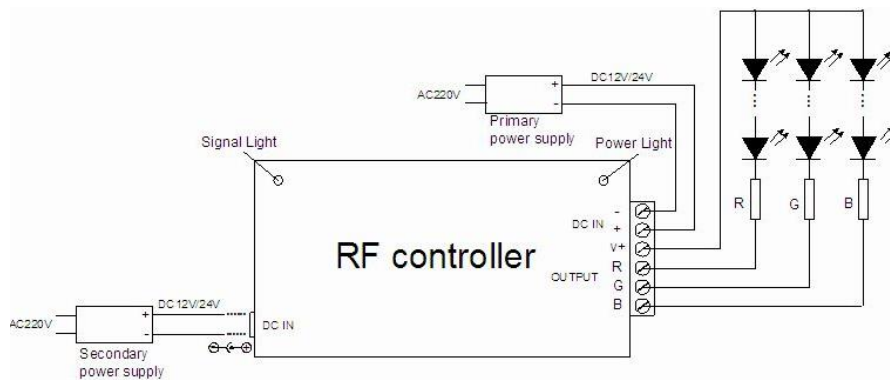 DC12V/24V
AC220V
+
-
Primary
power supply
Signal Light
Power Light
R
G
B
-
DC IN
+
V+
RF controller
R
OUTPUT
G
B
DC12V/24V
AC220V
+
-
DC IN
Secondary
power supply